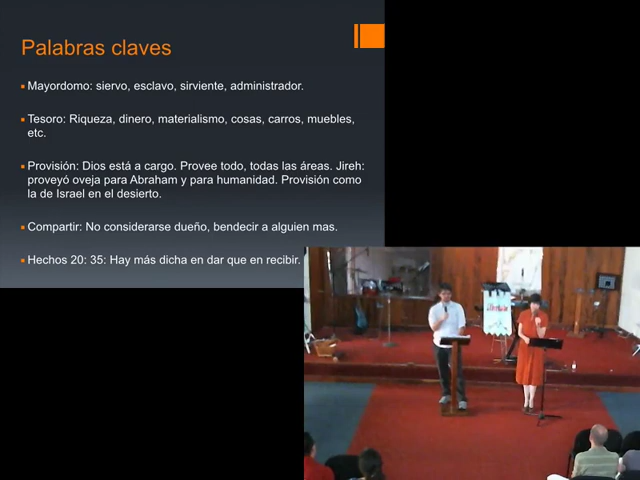 Palabras claves
Mayordomo: siervo, esclavo, sirviente, administrador.
Tesoro: Riqueza, dinero, materialismo, cosas, carros, muebles,
etc.
Provisión: Dios está a cargo. Provee todo, todas las áreas. Jireh:
proveyó oveja para Abraham y para humanidad. Provisión como
la de Israel en el desierto.
Compartir: No considerarse dueño, bendecir a alguien mas.
Hechos 20: 35: Hay más dicha en dar que en recibir.